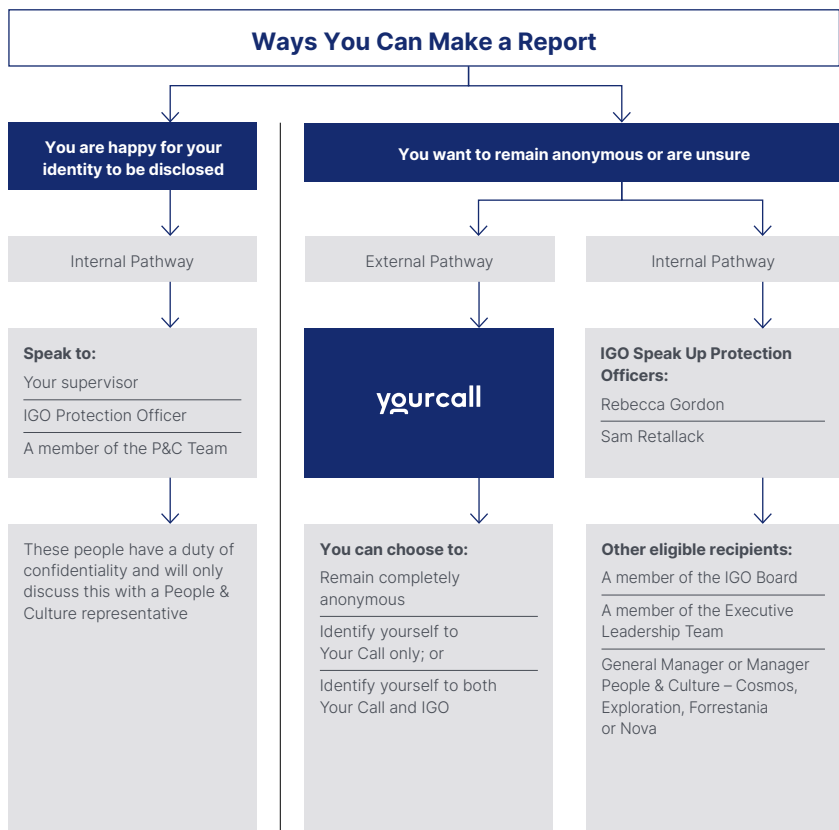 Ways You Can Make a Report
You are happy for your
identity to be disclosed
Internal Pathway
Speak to:
Your supervisor
IGO Protection Officer
A member of the P&C Team
These people have a duty of
confidentiality and will only
discuss this with a People &
Culture representative
You want to remain anonymous or are unsure
External Pathway
yourcall
You can choose to:
Remain completely
anonymous
Identify yourself to
Your Call only; or
Identify yourself to both
Your Call and IGO
Internal Pathway
IGO Speak Up Protection
Officers:
Rebecca Gordon
Sam Retallack
Other eligible recipients:
A member of the IGO Board
A member of the Executive
Leadership Team
General Manager or Manager
People & Culture – Cosmos,
Exploration, Forrestania
or Nova